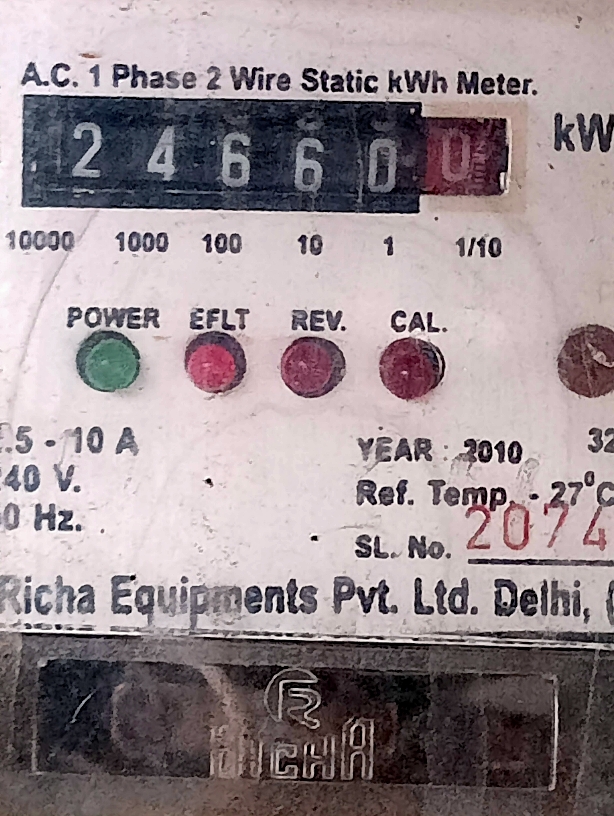 A.C. 1 Phase 2 Wire Static kWh Meter.
2 4 6 6 0 0 kW
10000 1000 100 10 1 1/10
POWER EFLT REV. CAL.
.5 - 10 A YEAR : 2010 32
240 V. Ref. Temp. - 27°C
0 Hz. SL. No. 2074
Richa Equipments Pvt. Ltd. Delhi, (
RICHA